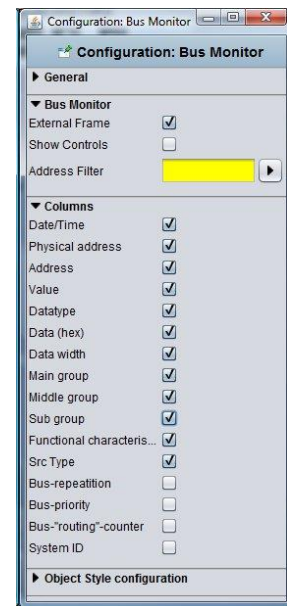 Configuration: Bus Monitor
Configuration: Bus Monitor
General
Bus Monitor
External Frame
Show Controls
Address Filter
Columns
Date/Time
Physical address
Address
Value
Datatype
Data (hex)
Data width
Main group
Middle group
Sub group
Functional characteris...
Src Type
Bus-repeatition
Bus-priority
Bus-"routing"-counter
System ID
Object Style configuration